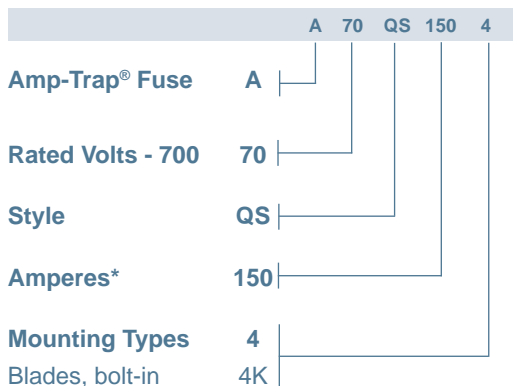 A 70 QS 150 4
Amp-Trap® Fuse A
Rated Volts - 700 70
Style QS
Amperes* 150
Mounting Types 4
Blades, bolt-in 4K